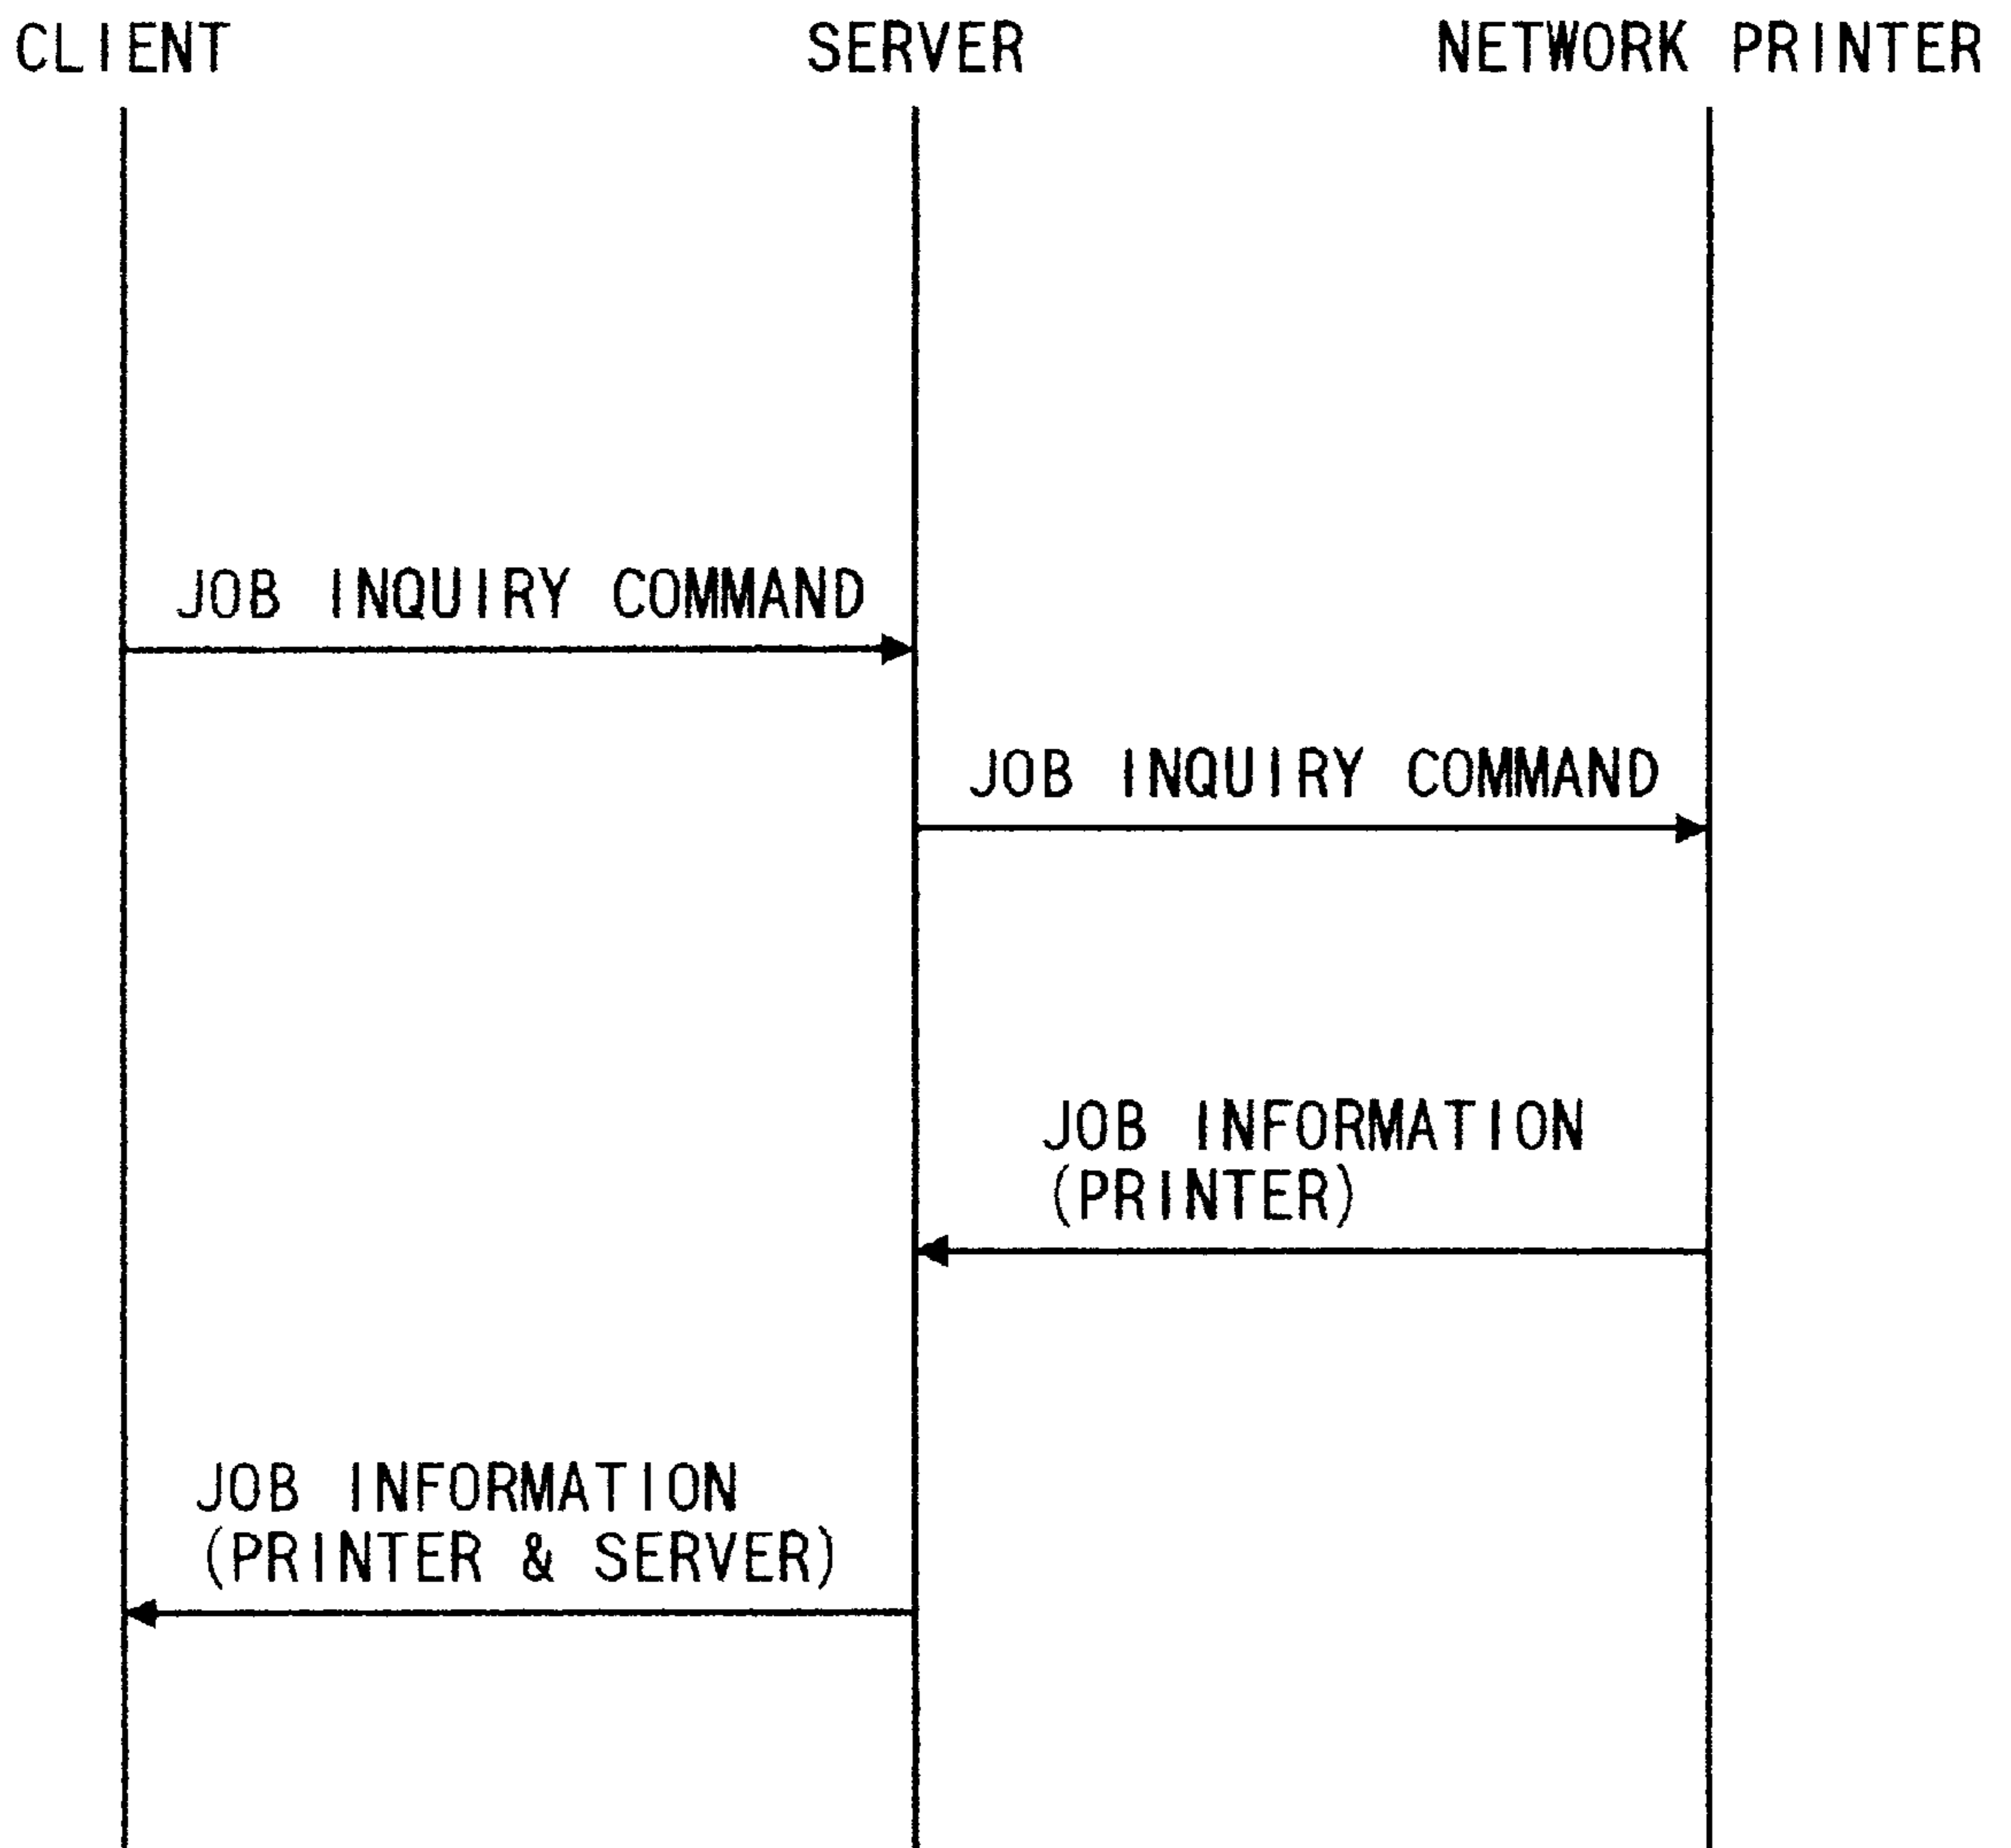 CLIENT SERVER NETWORK PRINTER
JOB INQUIRY COMMAND
JOB INQUIRY COMMAND
JOB INFORMATION
(PRINTER)
JOB INFORMATION
(PRINTER & SERVER)